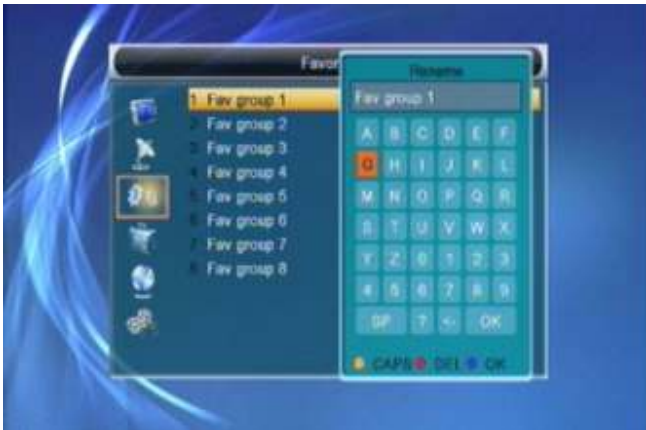 Favor
Rename
1 Fav group 1
2 Fav group 2
3 Fav group 3
4 Fav group 4
5 Fav group 5
6 Fav group 6
7 Fav group 7
8 Fav group 8
Fav group 1
A B C D E F
G H I J K L
M N O P Q R
S T U V W X
Y Z 0 1 2 3
4 5 6 7 8 9
SP ? <- OK
CAPS DEL OK